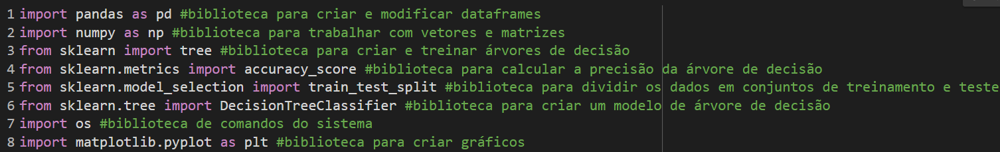 1 import pandas as pd #biblioteca para criar e modificar dataframes
2 import numpy as np #biblioteca para trabalhar com vetores e matrizes
3 from sklearn import tree #biblioteca para criar e treinar árvores de decisão
4 from sklearn.metrics import accuracy_score #biblioteca para calcular a precisão da árvore de decisão
5 from sklearn.model_selection import train_test_split #biblioteca para dividir os dados em conjuntos de treinamento e teste
6 from sklearn.tree import DecisionTreeClassifier #biblioteca para criar um modelo de árvore de decisão
7 import os #biblioteca de comandos do sistema
8 import matplotlib.pyplot as plt #biblioteca para criar gráficos